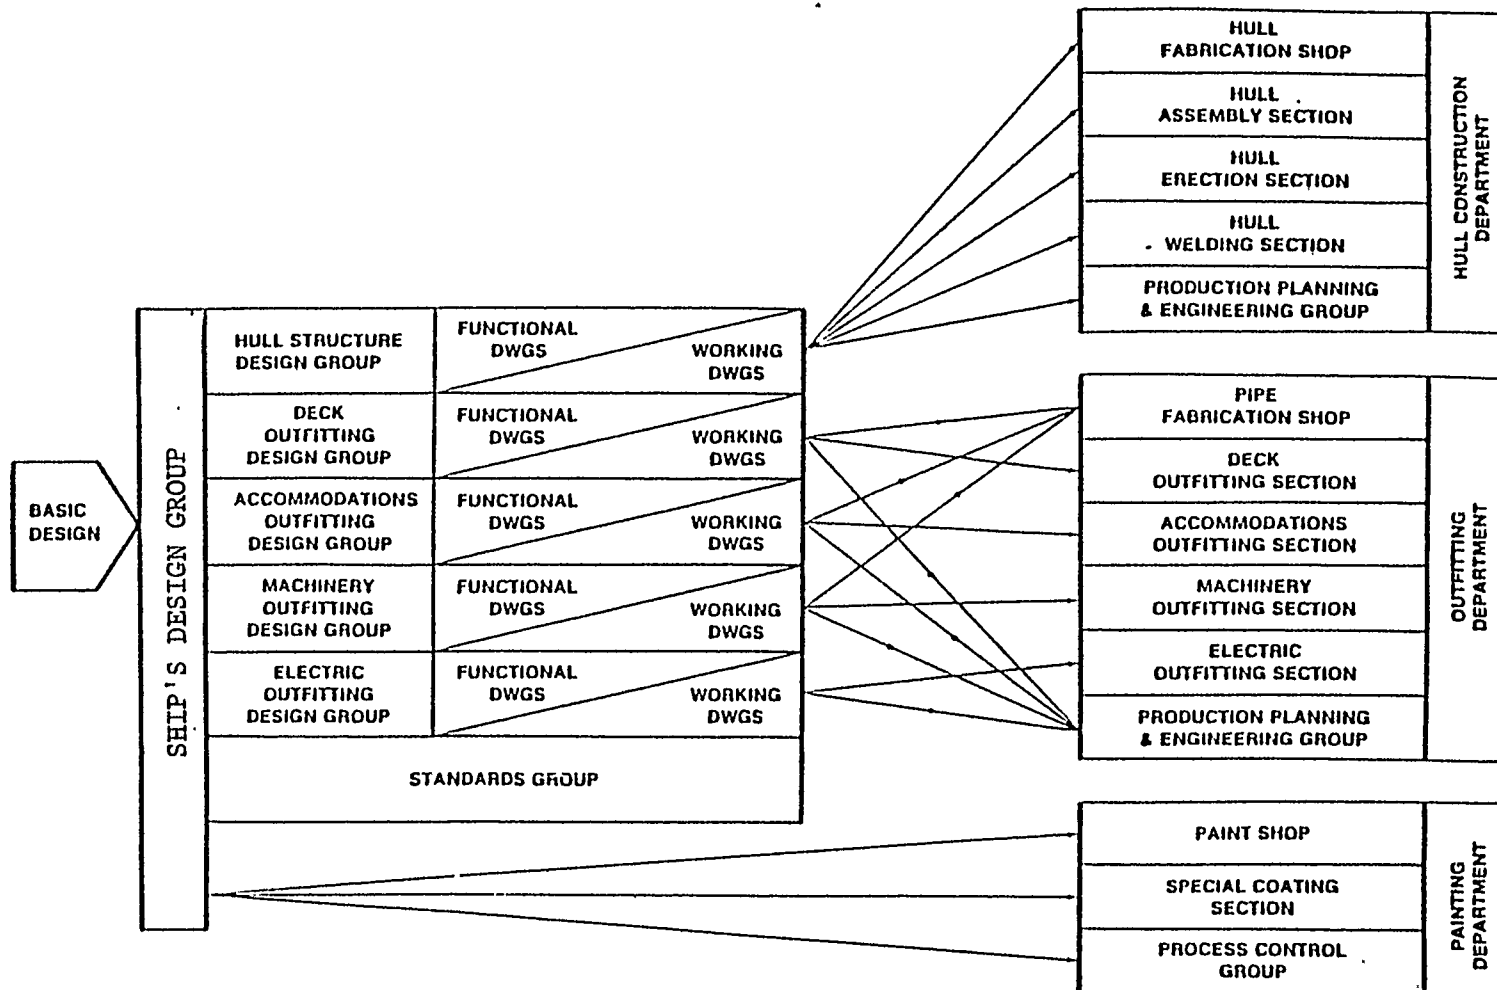 BASIC
DESIGN
SHIP'S DESIGN GROUP
HULL STRUCTURE
DESIGN GROUP
FUNCTIONAL
DWGS
WORKING
DWGS
DECK
OUTFITTING
DESIGN GROUP
FUNCTIONAL
DWGS
WORKING
DWGS
ACCOMMODATIONS
OUTFITTING
DESIGN GROUP
FUNCTIONAL
DWGS
WORKING
DWGS
MACHINERY
OUTFITTING
DESIGN GROUP
FUNCTIONAL
DWGS
WORKING
DWGS
ELECTRIC
OUTFITTING
DESIGN GROUP
FUNCTIONAL
DWGS
WORKING
DWGS
STANDARDS GROUP
HULL
FABRICATION SHOP
HULL
ASSEMBLY SECTION
HULL
ERECTION SECTION
HULL
WELDING SECTION
PRODUCTION PLANNING
& ENGINEERING GROUP
HULL CONSTRUCTION
DEPARTMENT
PIPE
FABRICATION SHOP
DECK
OUTFITTING SECTION
ACCOMMODATIONS
OUTFITTING SECTION
MACHINERY
OUTFITTING SECTION
ELECTRIC
OUTFITTING SECTION
PRODUCTION PLANNING
& ENGINEERING GROUP
OUTFITTING
DEPARTMENT
PAINT SHOP
SPECIAL COATING
SECTION
PROCESS CONTROL
GROUP
PAINTING
DEPARTMENT